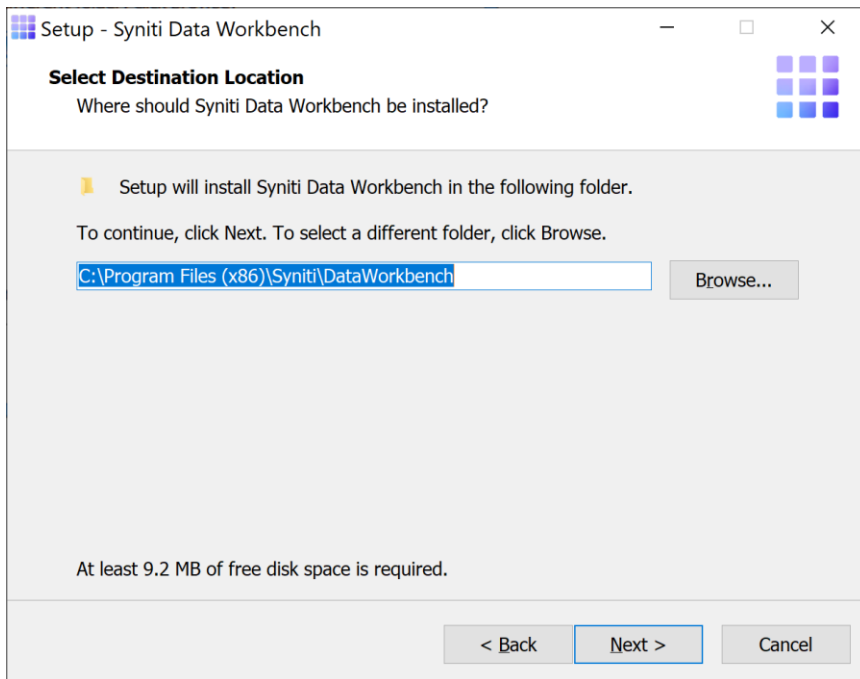 Setup - Syniti Data Workbench
Select Destination Location
Where should Syniti Data Workbench be installed?
Setup will install Syniti Data Workbench in the following folder.
To continue, click Next. To select a different folder, click Browse.
C:\Program Files (x86)\Syniti\DataWorkbench
Browse...
At least 9.2 MB of free disk space is required.
< Back Next > Cancel